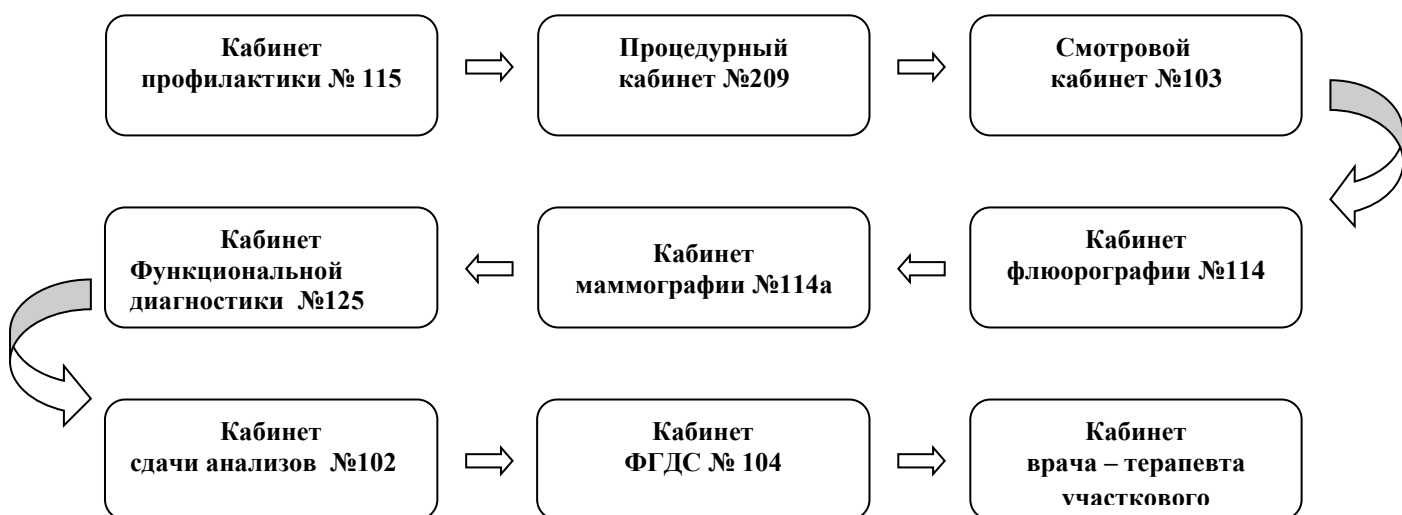 Кабинет
профилактики № 115
Процедурный
кабинет №209
Смотровой
кабинет №103
Кабинет
Функциональной
диагностики №125
Кабинет
маммографии №114а
Кабинет
флюорографии №114
Кабинет
сдачи анализов №102
Кабинет
ФГДС № 104
Кабинет
врача – терапевта
участкового